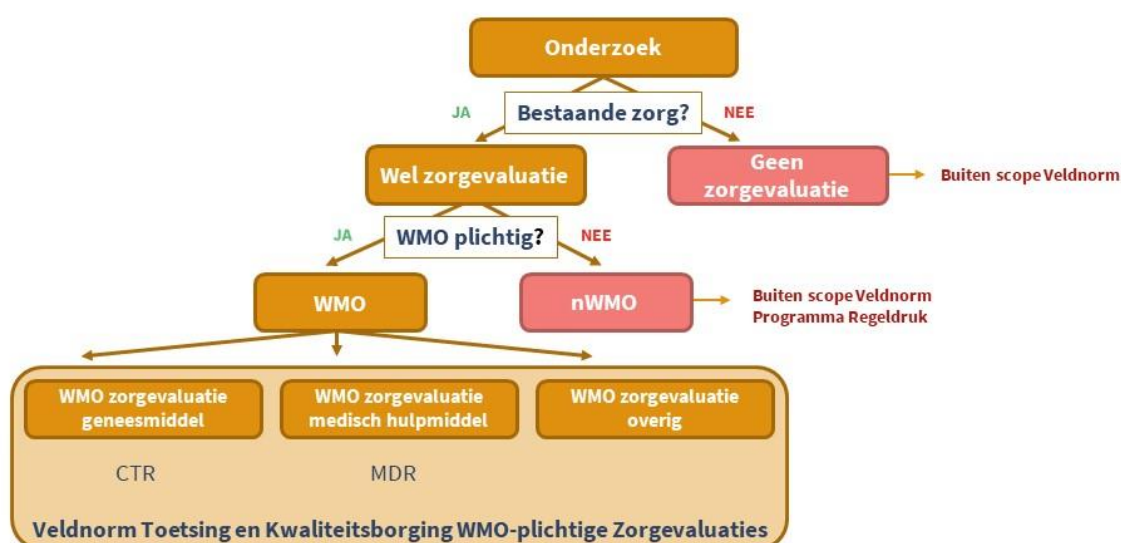 Onderzoek
JA
Bestaande zorg?
NEE
Wel zorgevaluatie
Geen
zorgevaluatie
Buiten scope Veldnorm
JA
WMO plichtig?
NEE
WMO
nWMO
Buiten scope Veldnorm
Programma Regeldruk
WMO zorgevaluatie
geneesmiddel
WMO zorgevaluatie
medisch hulpmiddel
WMO zorgevaluatie
overig
CTR
MDR
Veldnorm Toetsing en Kwaliteitsborging WMO-plichtige Zorgevaluaties